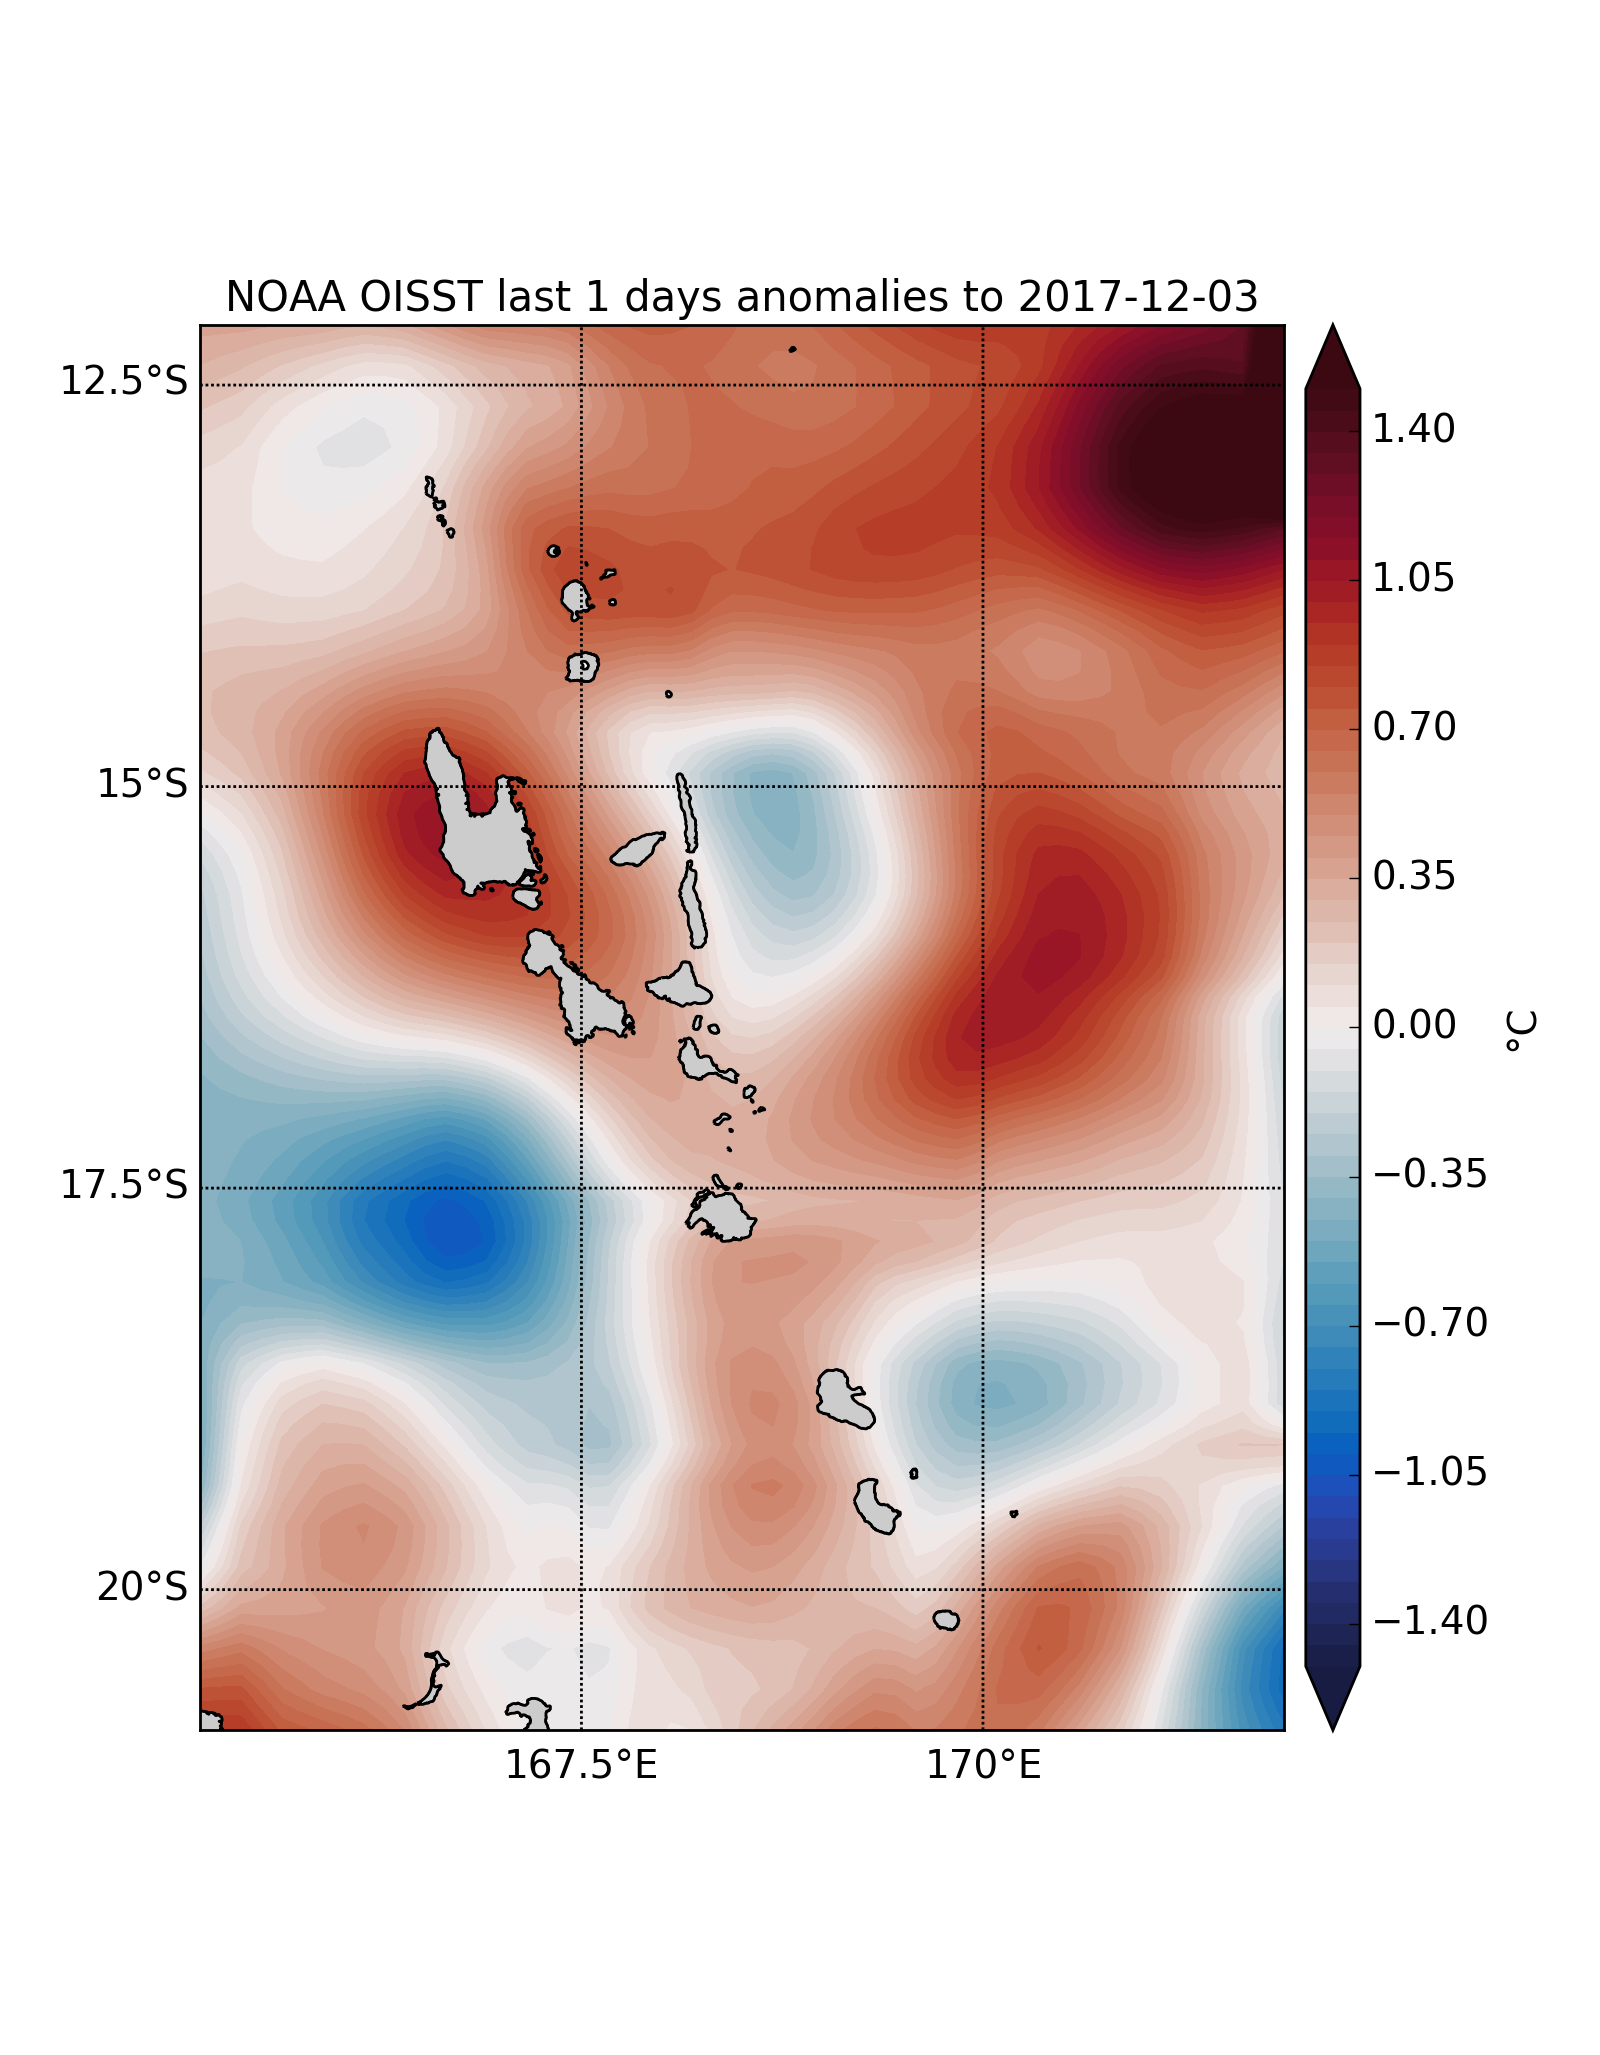 NOAA OISST last 1 days anomalies to 2017-12-03
12.5°S
15°S
17.5°S
20°S
167.5°E
170°E
1.40
1.05
0.70
0.35
0.00
−0.35
−0.70
−1.05
−1.40
°C